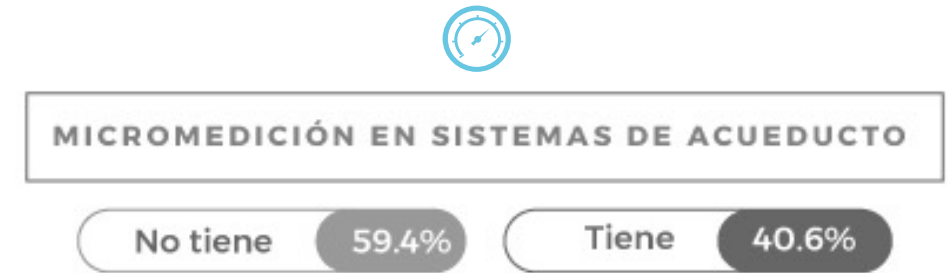 MICROMEDICIÓN EN SISTEMAS DE ACUEDUCTO
No tiene 59.4% Tiene 40.6%